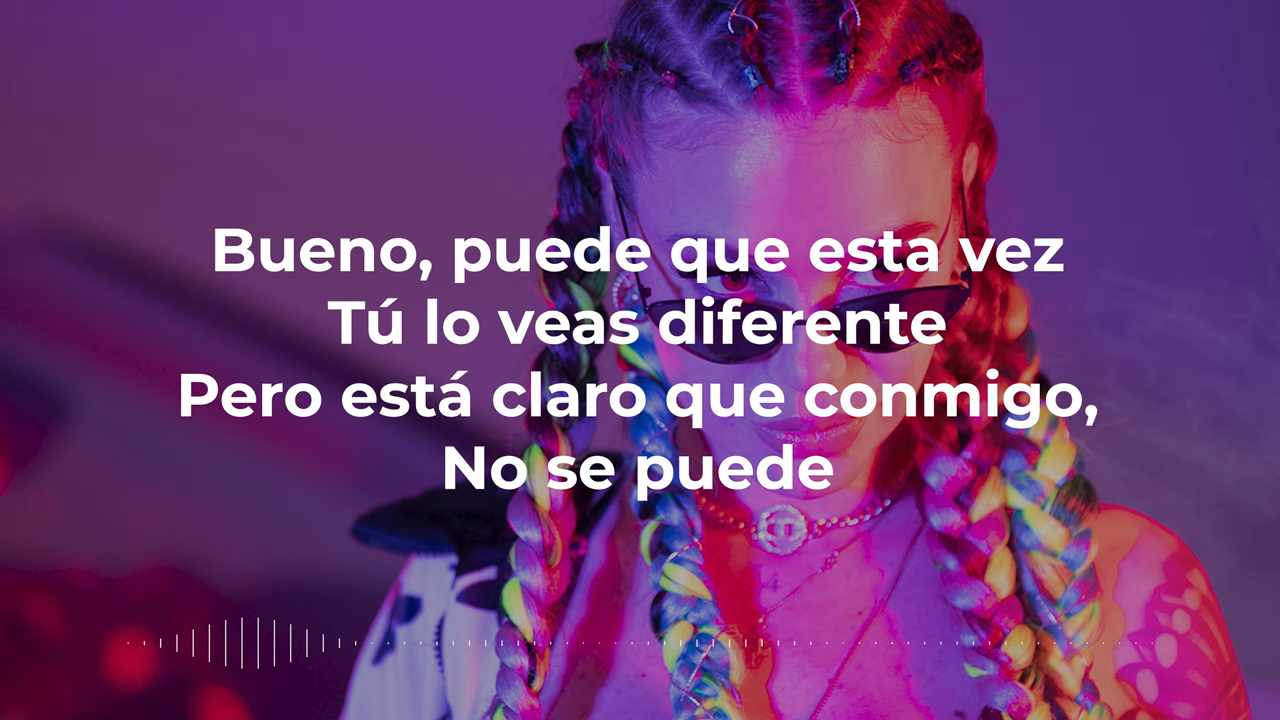 Bueno, puede que esta vez
Tú lo veas diferente
Pero está claro que conmigo,
No se puede